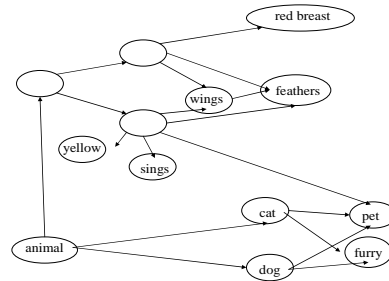 red breast
wings
feathers
yellow
sings
cat
pet
animal
furry
dog